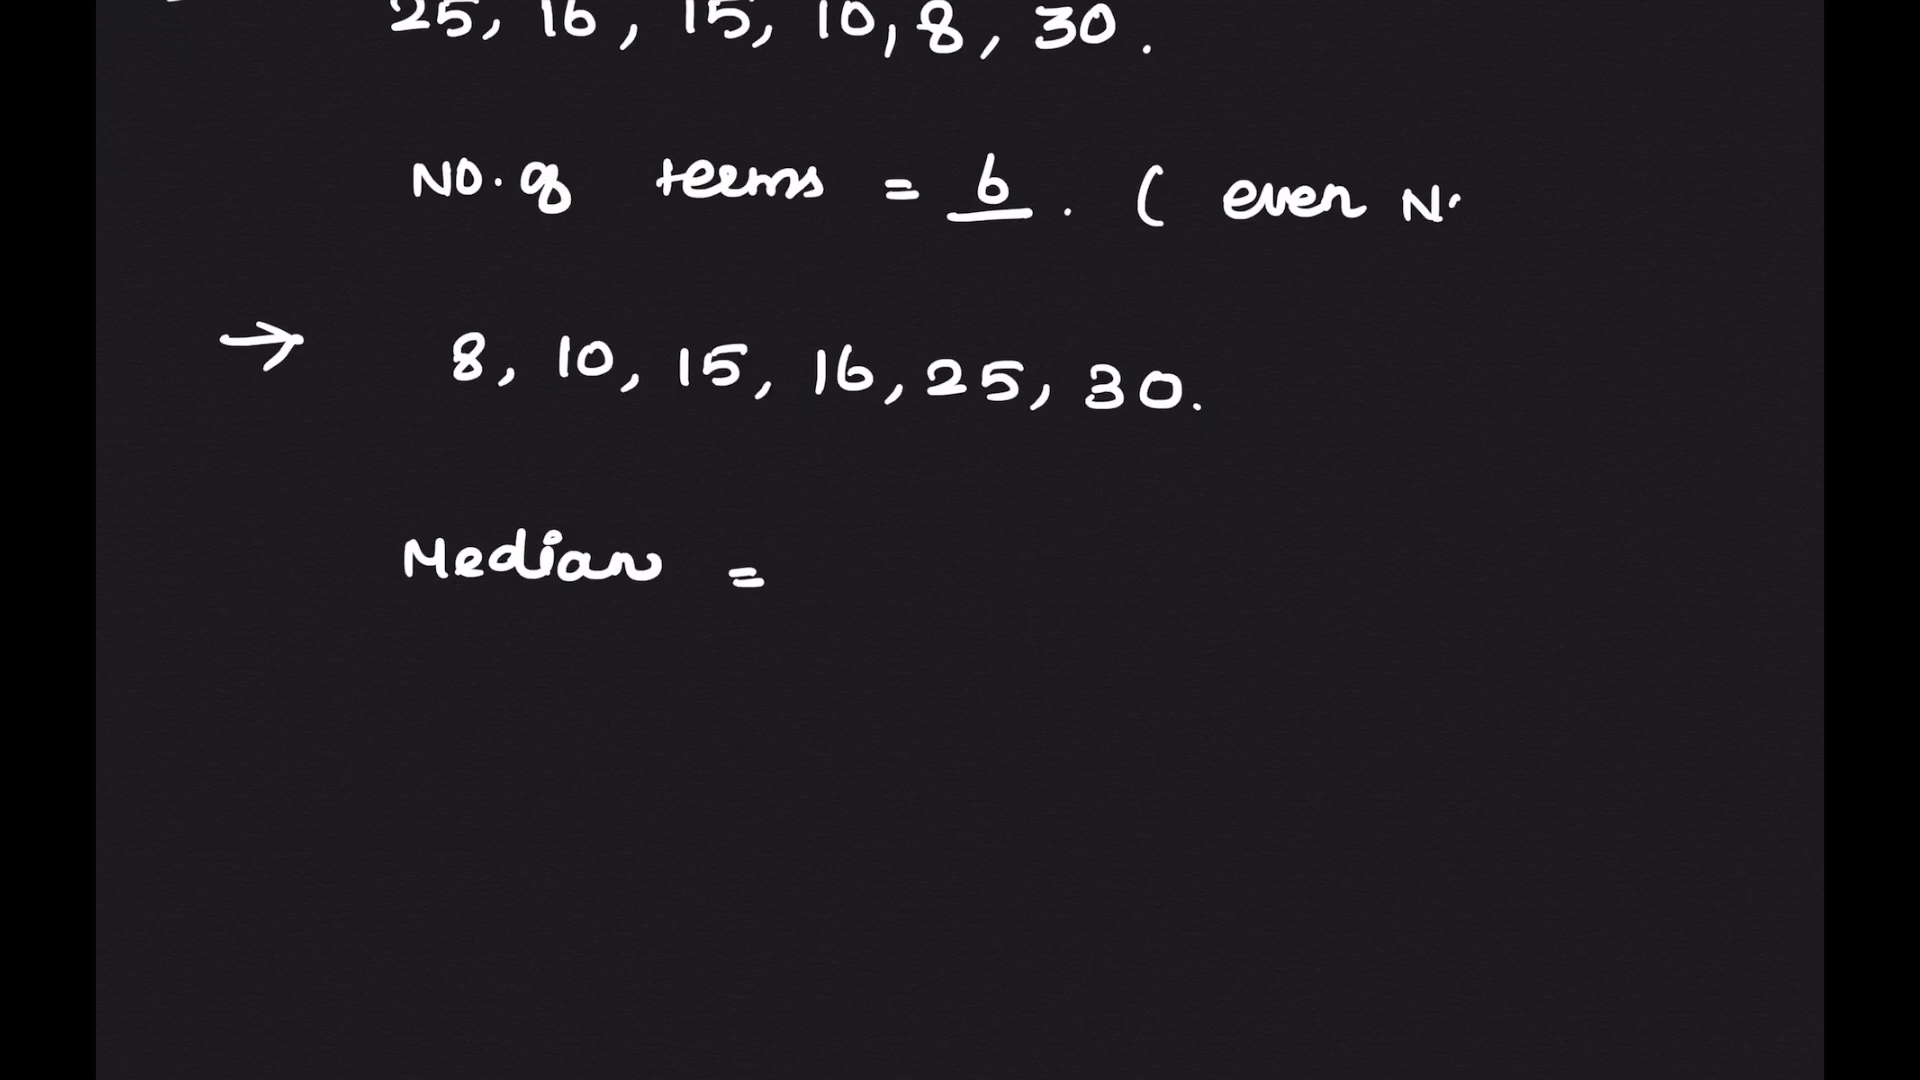 25, 16, 15, 10, 8, 30.
No. of terms = 6. ( even N
→ 8, 10, 15, 16, 25, 30.
Median =